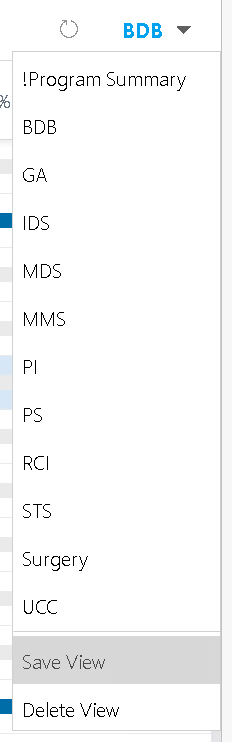 BDB
%
!Program Summary
BDB
GA
IDS
MDS
MMS
PI
PS
RCI
STS
Surgery
UCC
Save View
Delete View